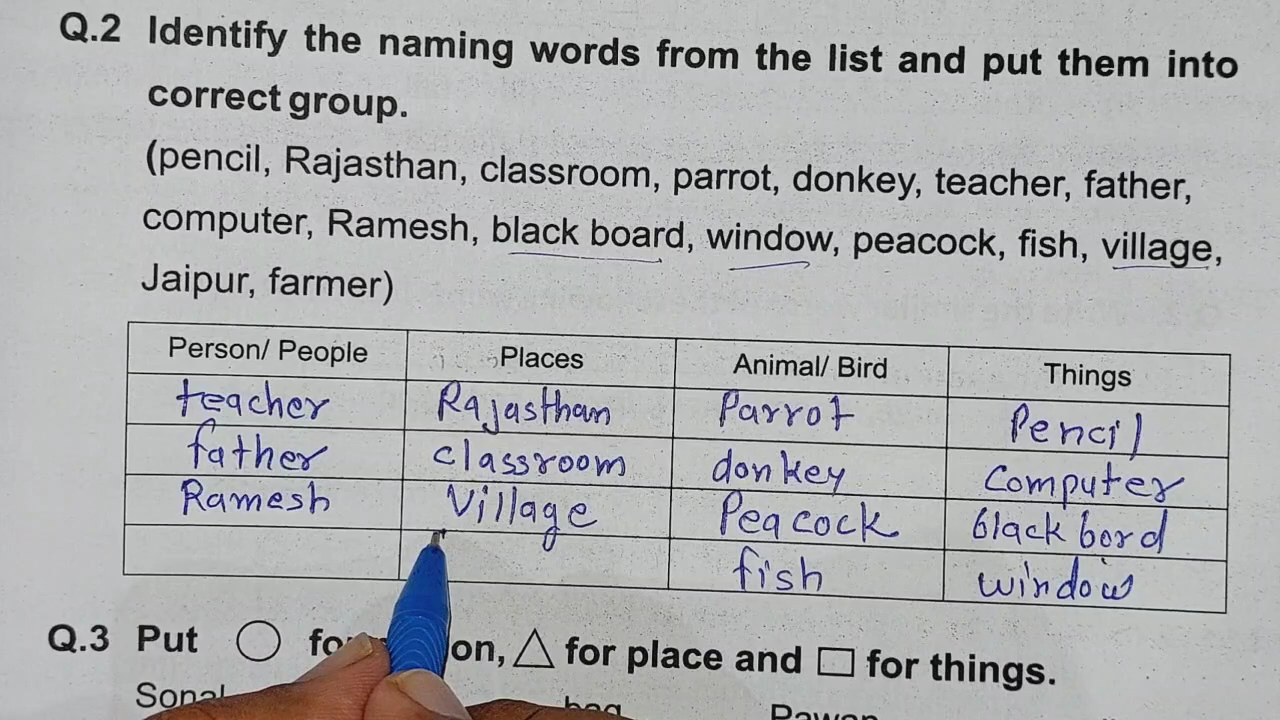 Q.2 Identify the naming words from the list and put them into
correct group.
(pencil, Rajasthan, classroom, parrot, donkey, teacher, father,
computer, Ramesh, black board, window, peacock, fish, village,
Jaipur, farmer)
Person/ People Places Animal/ Bird Things
teacher Rajasthan Parrot Pencil
father classroom donkey Computer
Ramesh Village Peacock black bord
fish window
Q.3 Put ○ for on, △ for place and □ for things.
Sonal bag Pawan